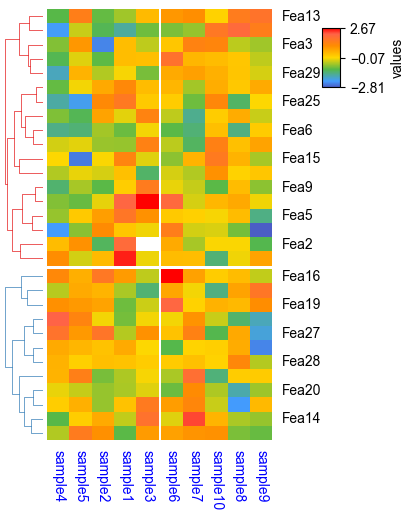 Fea13
Fea3
Fea29
Fea25
Fea6
Fea15
Fea9
Fea5
Fea2
Fea16
Fea19
Fea27
Fea28
Fea20
Fea14
2.67
−0.07
−2.81
values
sample4
sample5
sample2
sample1
sample3
sample6
sample7
sample10
sample8
sample9